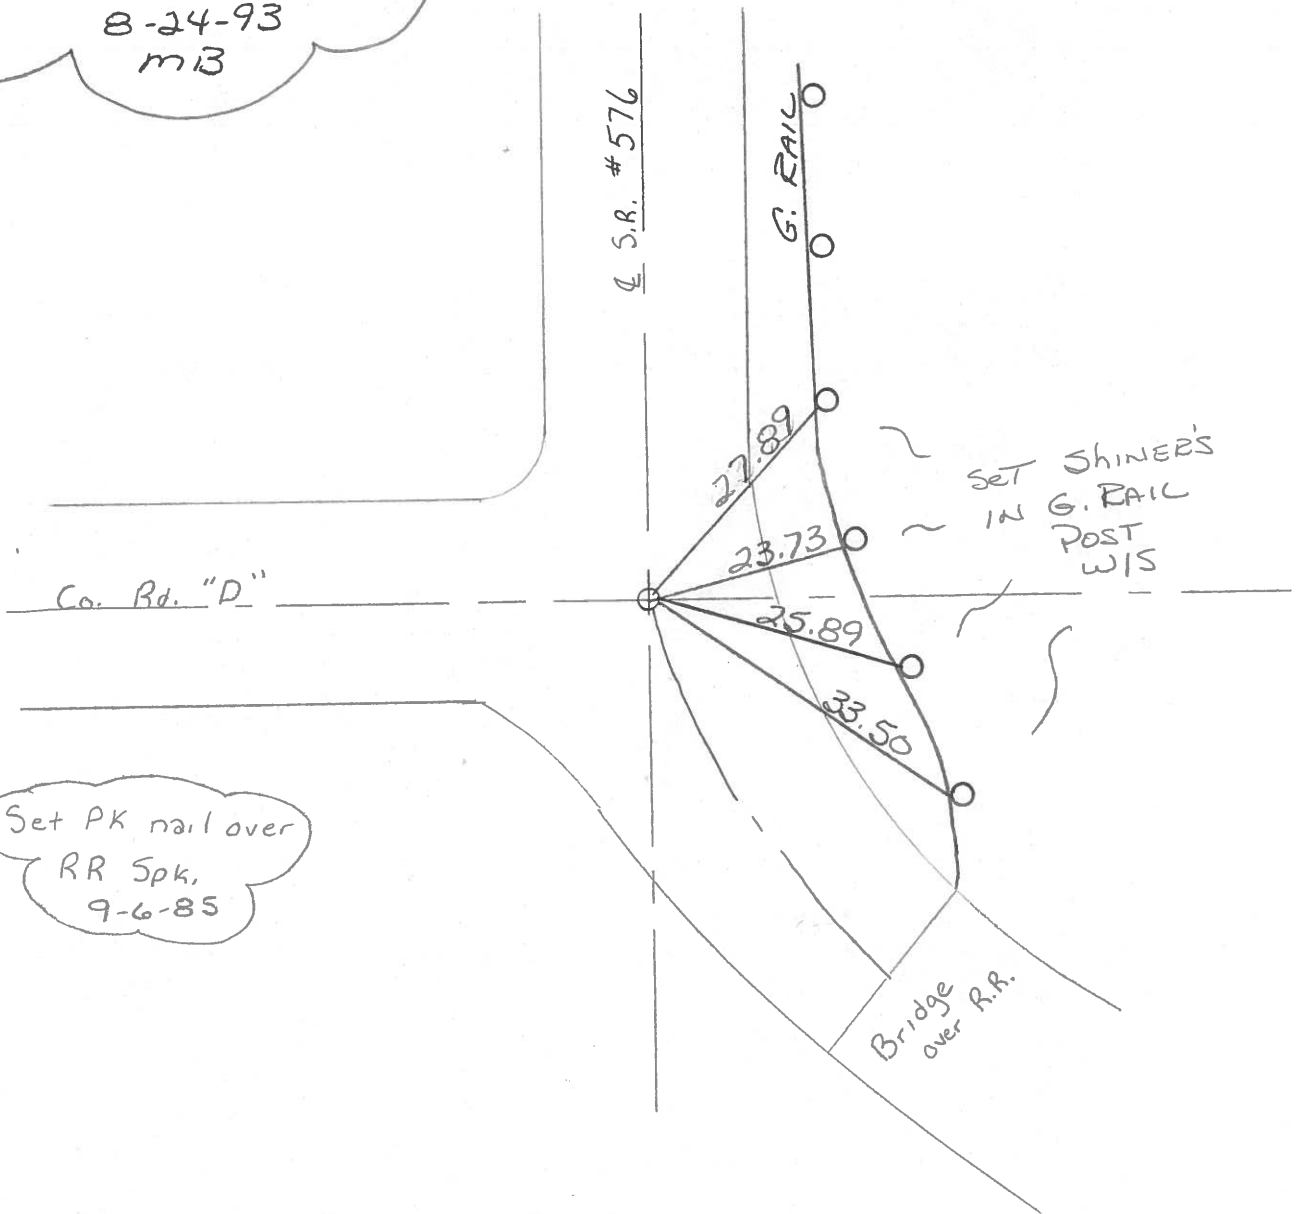 8-24-93
MB
℄ S.R. #576
G. RAIL
27.89
23.73
25.89
33.50
SET SHINER'S
IN G. RAIL
POST
W/S
Co. Rd. "D"
Set PK nail over
RR Spk.
9-6-85
Bridge
over R.R.